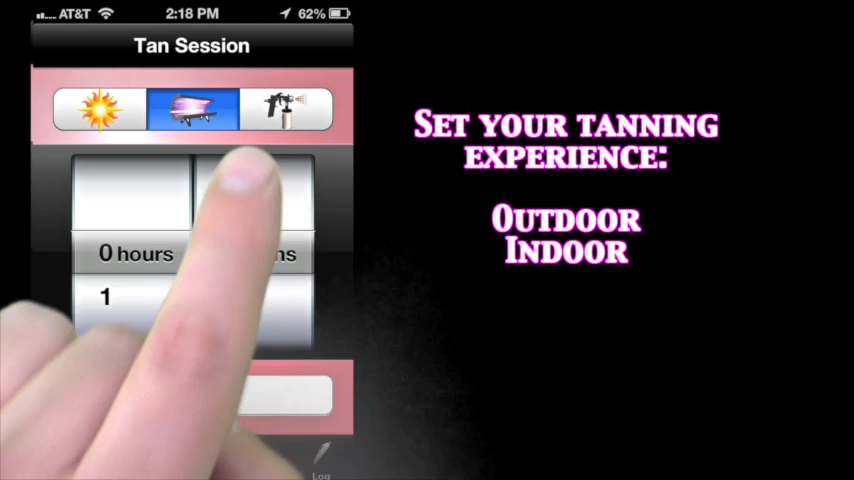 AT&T 2:18 PM 62%
Tan Session
SET YOUR TANNING
EXPERIENCE:
OUTDOOR
INDOOR
0 hours
1
Log